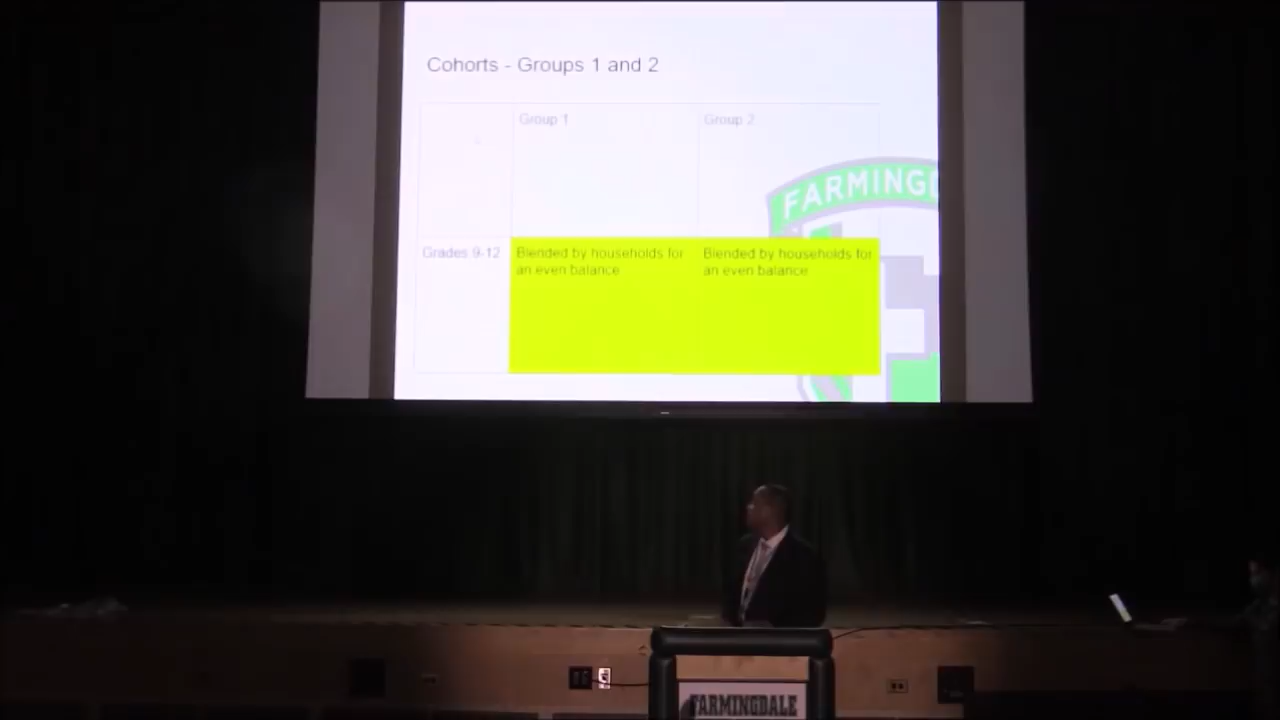 Cohorts - Groups 1 and 2
Group 1
Group 2
FARMING
Grades 9-12
Blended by households for
an even balance
Blended by households for
an even balance
FARMINGDALE